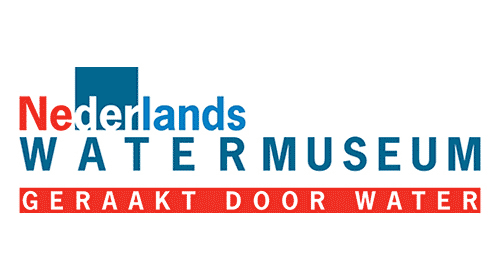 Nederlands
WATERMUSEUM
GERAAKT DOOR WATER